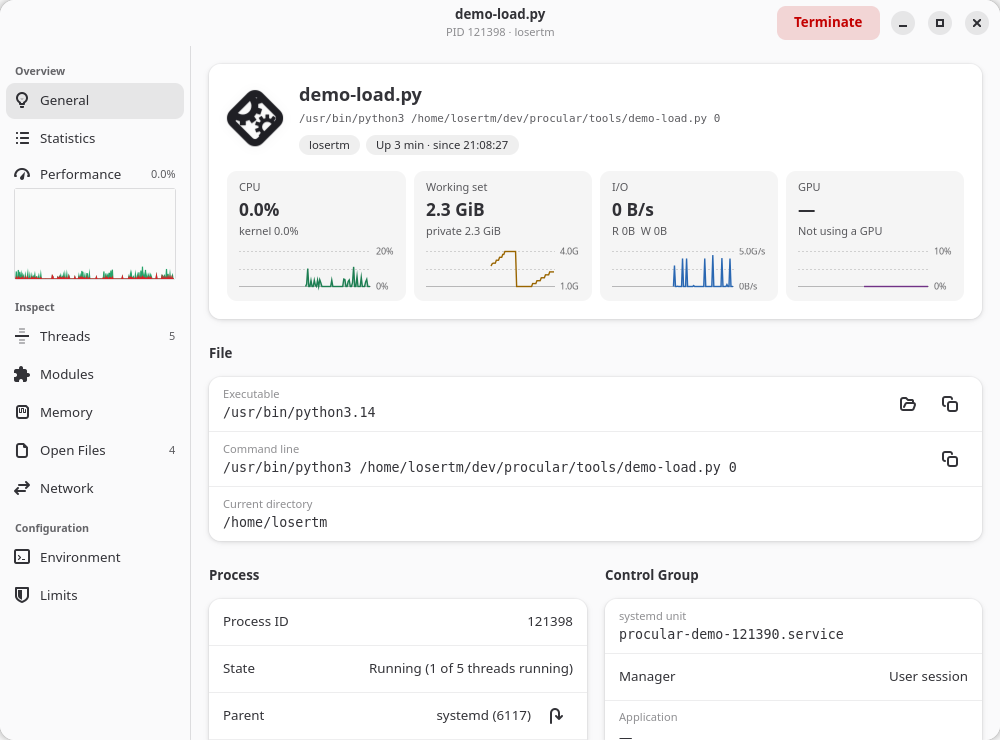 demo-load.py
PID 121398 · losertm
Terminate
Overview
General
Statistics
Performance 0.0%
Inspect
Threads 5
Modules
Memory
Open Files 4
Network
Configuration
Environment
Limits
demo-load.py
/usr/bin/python3 /home/losertm/dev/procular/tools/demo-load.py 0
losertm
Up 3 min · since 21:08:27
CPU
0.0%
kernel 0.0%
20%
0%
Working set
2.3 GiB
private 2.3 GiB
4.0G
1.0G
I/O
0 B/s
R 0B W 0B
5.0G/s
0B/s
GPU
—
Not using a GPU
10%
0%
File
Executable
/usr/bin/python3.14
Command line
/usr/bin/python3 /home/losertm/dev/procular/tools/demo-load.py 0
Current directory
/home/losertm
Process
Process ID 121398
State Running (1 of 5 threads running)
Parent systemd (6117)
Control Group
systemd unit
procular-demo-121390.service
Manager User session
Application
—